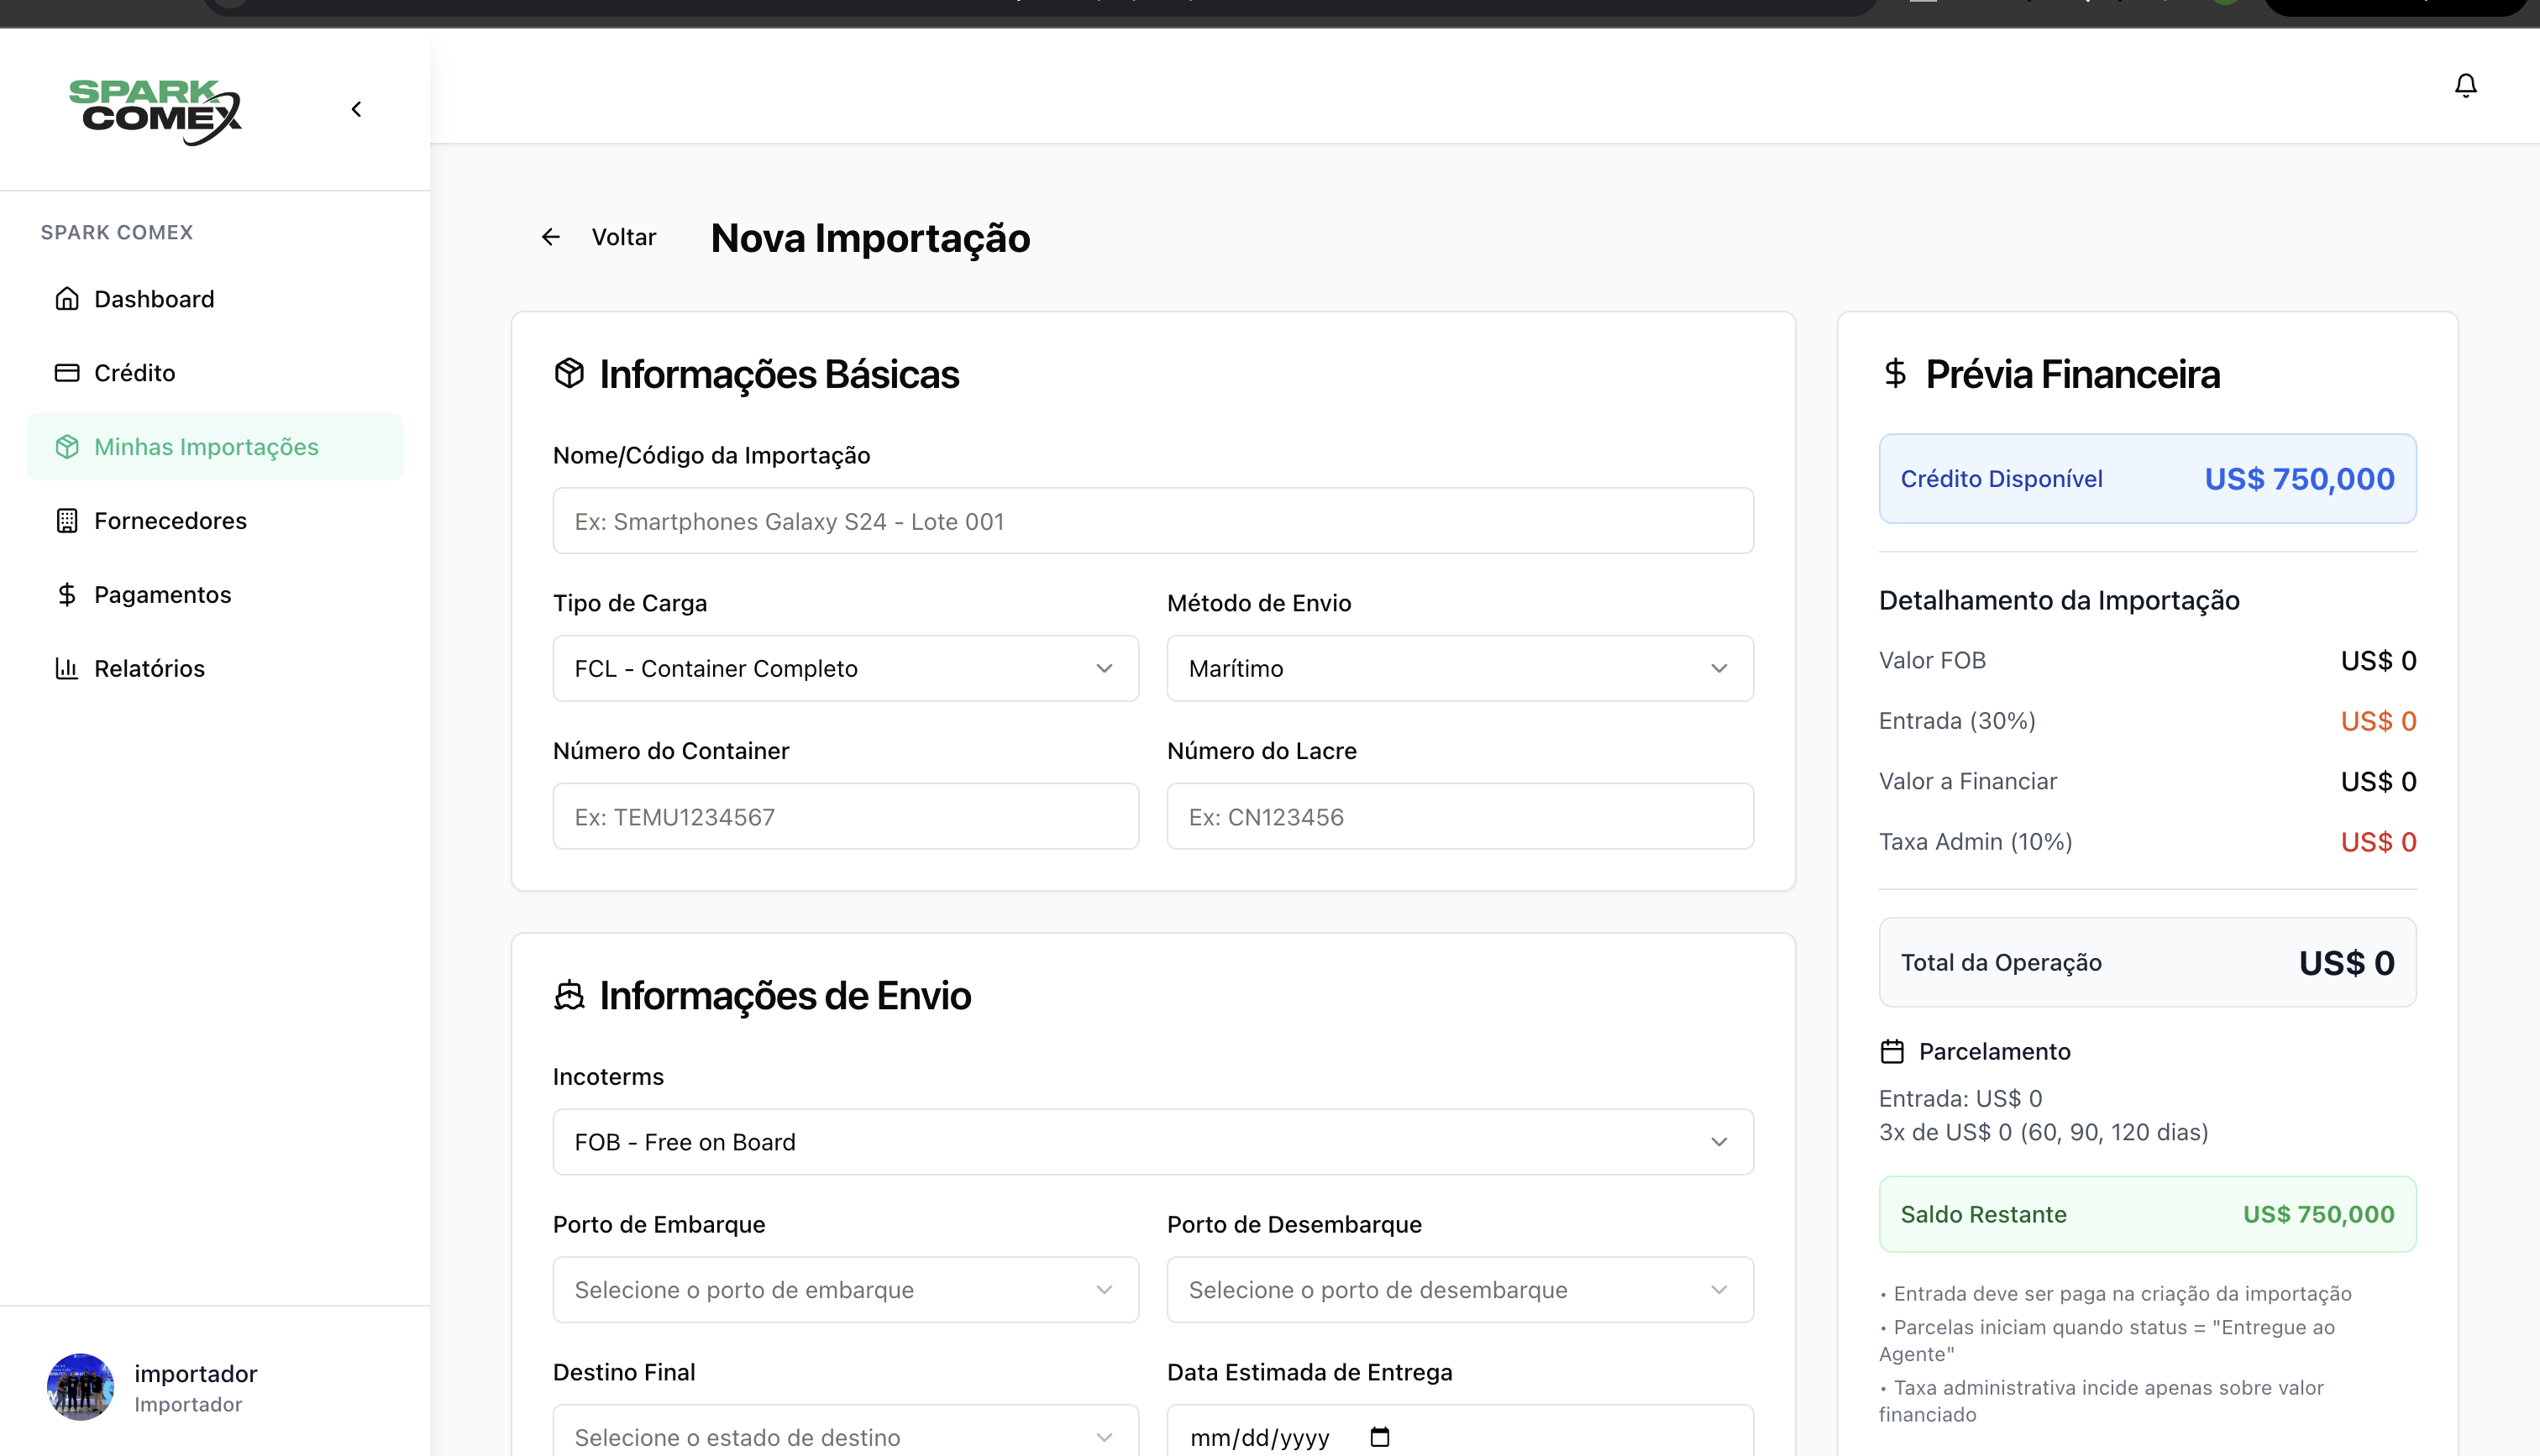 SPARK
COMEX
SPARK COMEX
Dashboard
Crédito
Minhas Importações
Fornecedores
Pagamentos
Relatórios
importador
Importador
Voltar
Nova Importação
Informações Básicas
Nome/Código da Importação
Ex: Smartphones Galaxy S24 - Lote 001
Tipo de Carga
Método de Envio
FCL - Container Completo
Marítimo
Número do Container
Número do Lacre
Ex: TEMU1234567
Ex: CN123456
Informações de Envio
Incoterms
FOB - Free on Board
Porto de Embarque
Porto de Desembarque
Selecione o porto de embarque
Selecione o porto de desembarque
Destino Final
Data Estimada de Entrega
Selecione o estado de destino
mm/dd/yyyy
Prévia Financeira
Crédito Disponível US$ 750,000
Detalhamento da Importação
Valor FOB US$ 0
Entrada (30%) US$ 0
Valor a Financiar US$ 0
Taxa Admin (10%) US$ 0
Total da Operação US$ 0
Parcelamento
Entrada: US$ 0
3x de US$ 0 (60, 90, 120 dias)
Saldo Restante US$ 750,000
• Entrada deve ser paga na criação da importação
• Parcelas iniciam quando status = "Entregue ao
Agente"
• Taxa administrativa incide apenas sobre valor
financiado